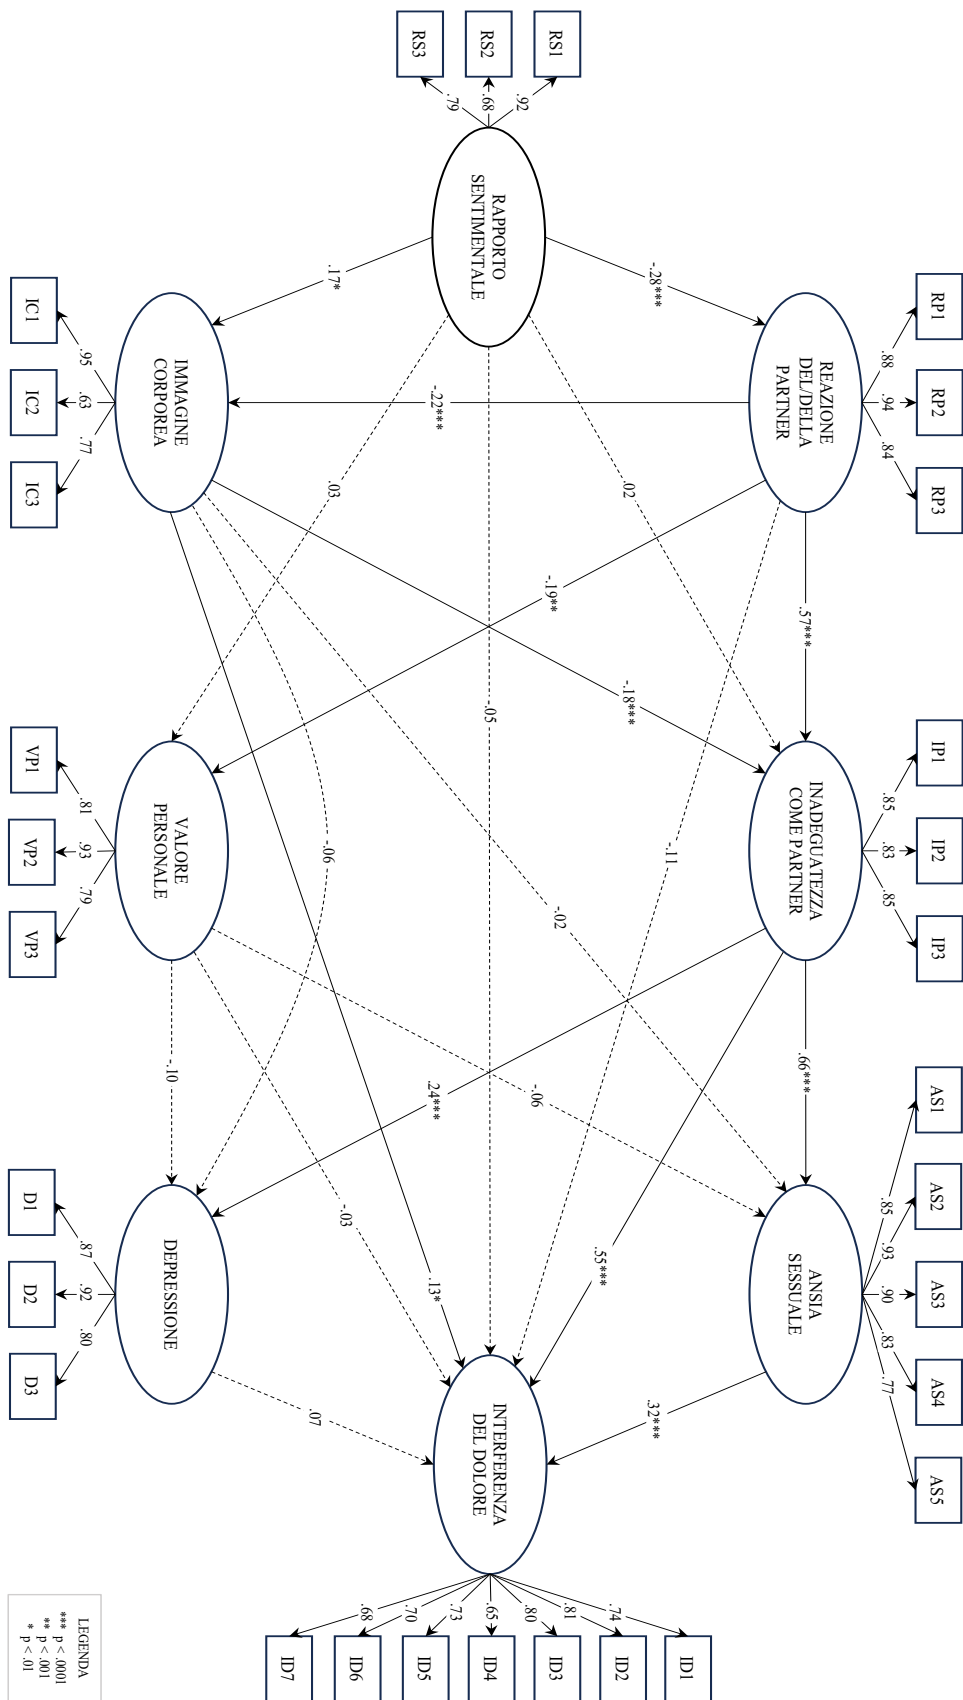 RP1
RP2
RP3
IP1
IP2
IP3
AS1
AS2
AS3
AS4
AS5
.88
.94
.84
.85
.83
.85
.85
.93
.90
.83
.77
REAZIONE
DEL/DELLA
PARTNER
INADEGUATEZZA
COME PARTNER
ANSIA
SESSUALE
.57***
.66***
-.28***
.02
-.11
.55***
.32***
RS1
RS2
RS3
.92
.68
.79
RAPPORTO
SENTIMENTALE
-.22***
-.19**
-.18***
-.05
-.02
-.06
.24***
INTERFERENZA
DEL DOLORE
.74
.81
.80
.65
.73
.70
.68
ID1
ID2
ID3
ID4
ID5
ID6
ID7
.17*
.03
-.06
-.03
.13*
.07
IMMAGINE
CORPOREA
VALORE
PERSONALE
-.10
DEPRESSIONE
.95
.63
.77
.81
.93
.79
.87
.92
.80
IC1
IC2
IC3
VP1
VP2
VP3
D1
D2
D3
LEGENDA
*** p < .0001
** p < .001
* p < .01